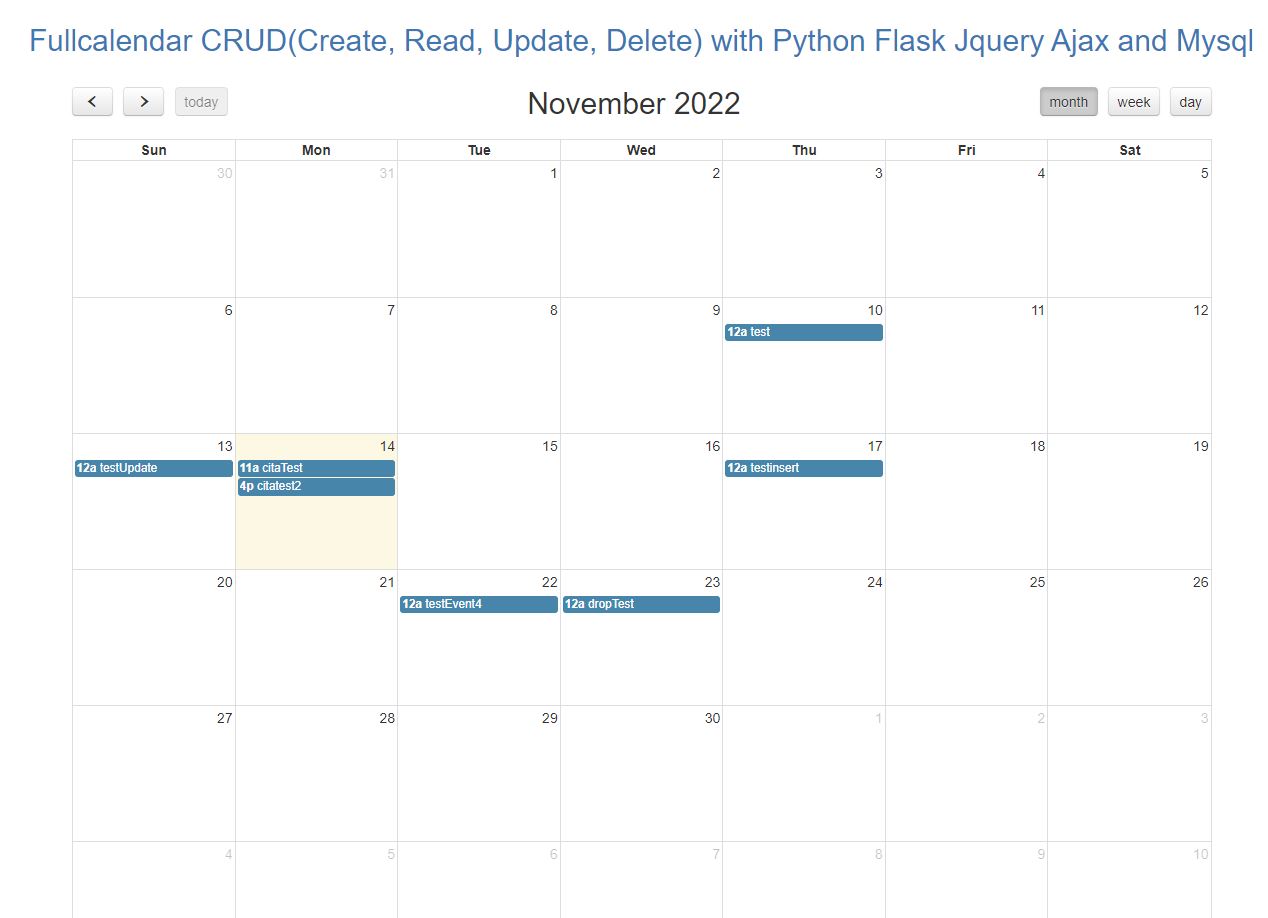 Fullcalendar CRUD(Create, Read, Update, Delete) with Python Flask Jquery Ajax and Mysql
today November 2022 month week day
Sun Mon Tue Wed Thu Fri Sat
30 31 1 2 3 4 5
6 7 8 9 10 11 12
12a test
13 14 15 16 17 18 19
12a testUpdate 11a citaTest 12a testinsert
4p citatest2
20 21 22 23 24 25 26
12a testEvent4 12a dropTest
27 28 29 30 1 2 3
4 5 6 7 8 9 10